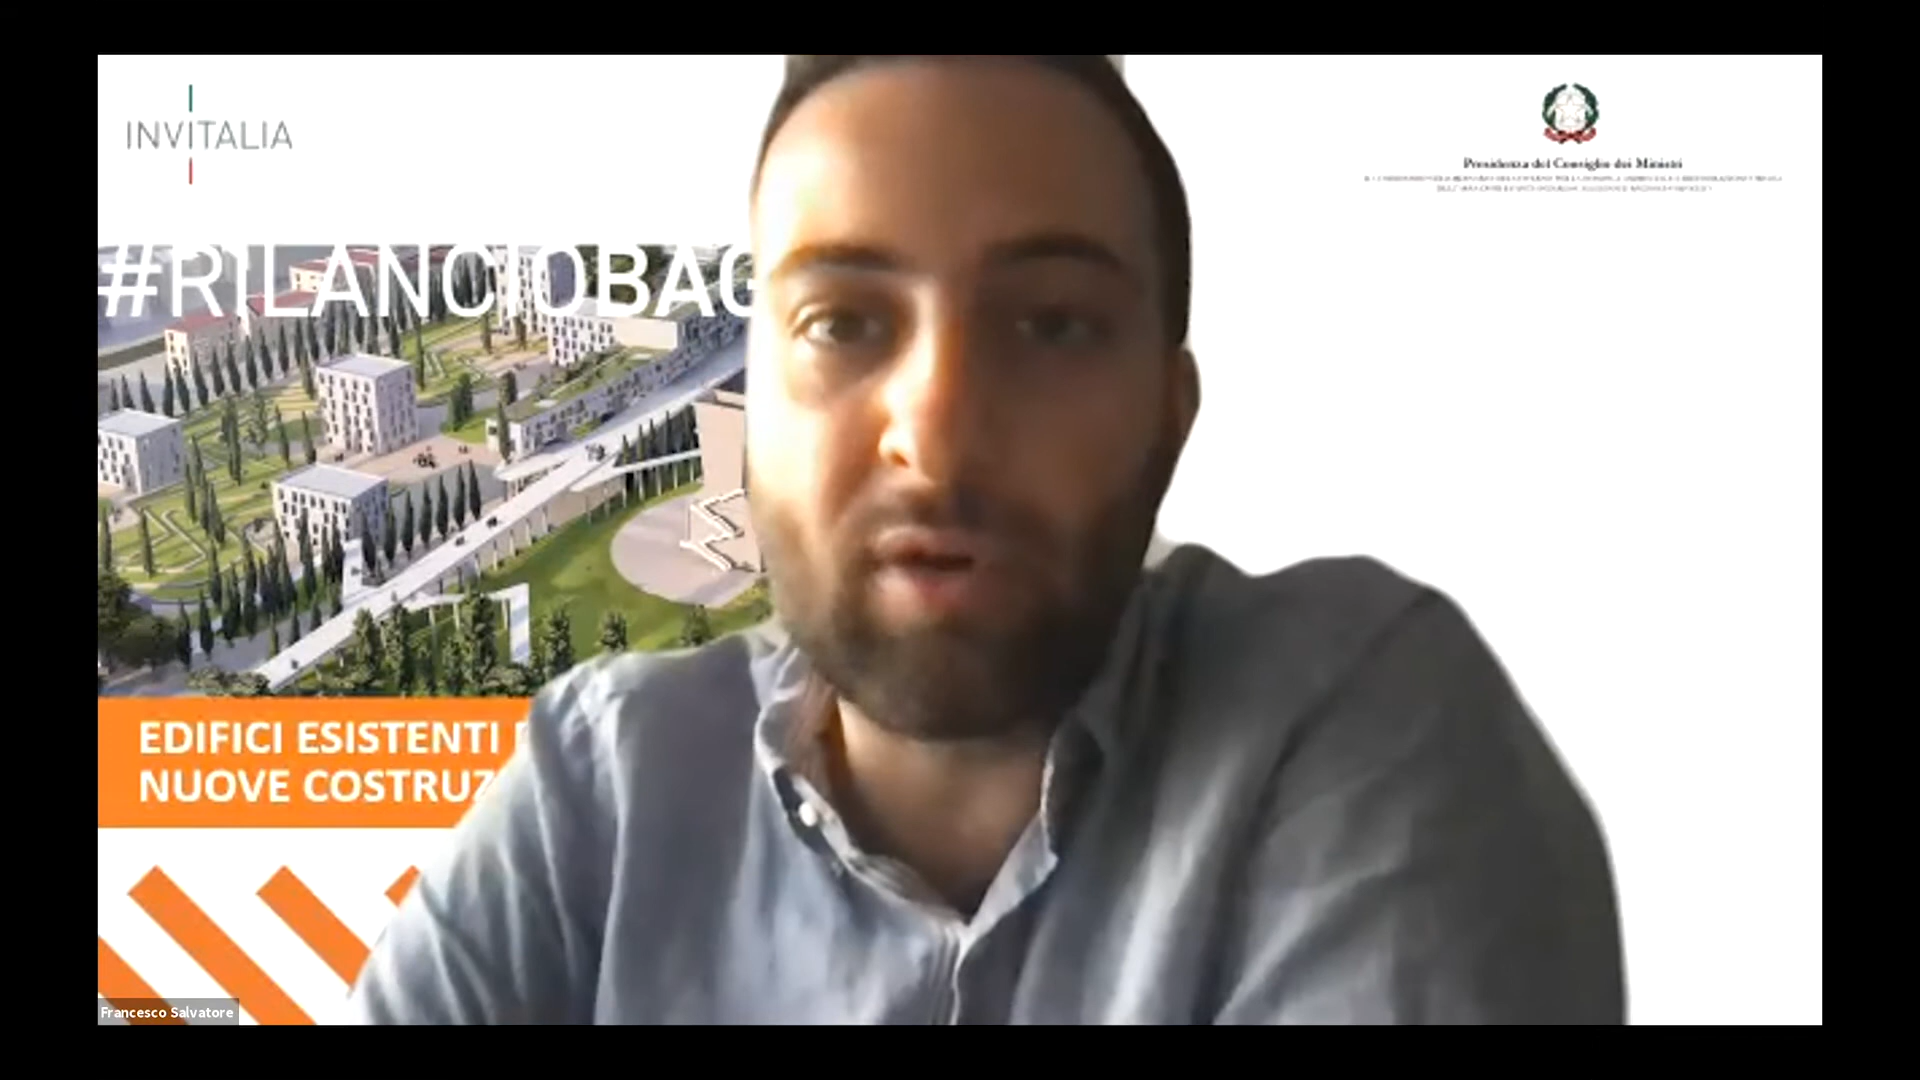 INVITALIA
Presidenza del Consiglio dei Ministri
#RILANCIOBAG
EDIFICI ESISTENTI
NUOVE COSTRUZ
Francesco Salvatore